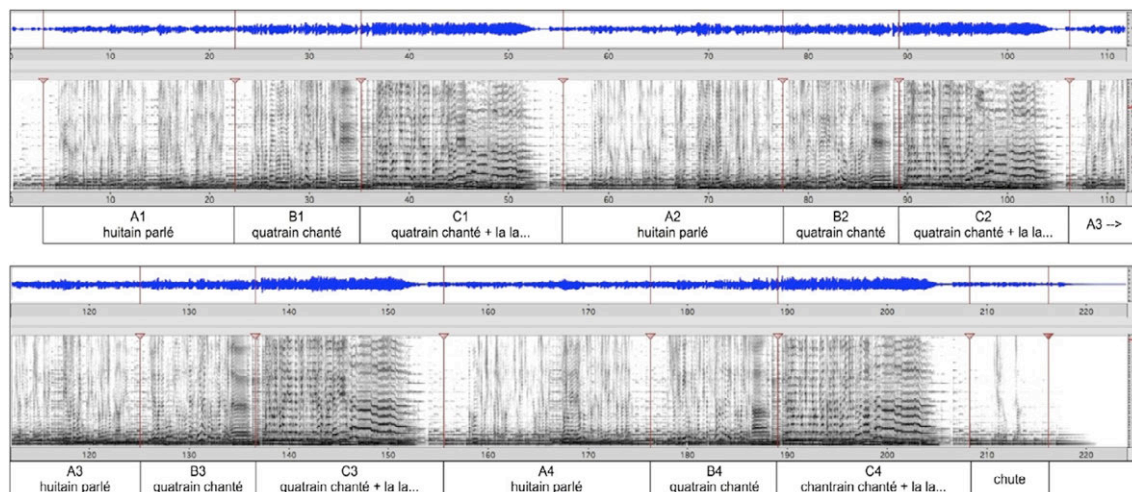 0 10 20 30 40 50 60 70 80 90 100 110
0 10 20 30 40 50 60 70 80 90 100 110
A1 B1 C1 A2 B2 C2 A3 -->
huitain parlé quatrain chanté quatrain chanté + la la... huitain parlé quatrain chanté quatrain chanté + la la...
120 130 140 150 160 170 180 190 200 210 220
120 130 140 150 160 170 180 190 200 210 220
A3 B3 C3 A4 B4 C4 chute
huitain parlé quatrain chanté quatrain chanté + la la... huitain parlé quatrain chanté chantrain chanté + la la...